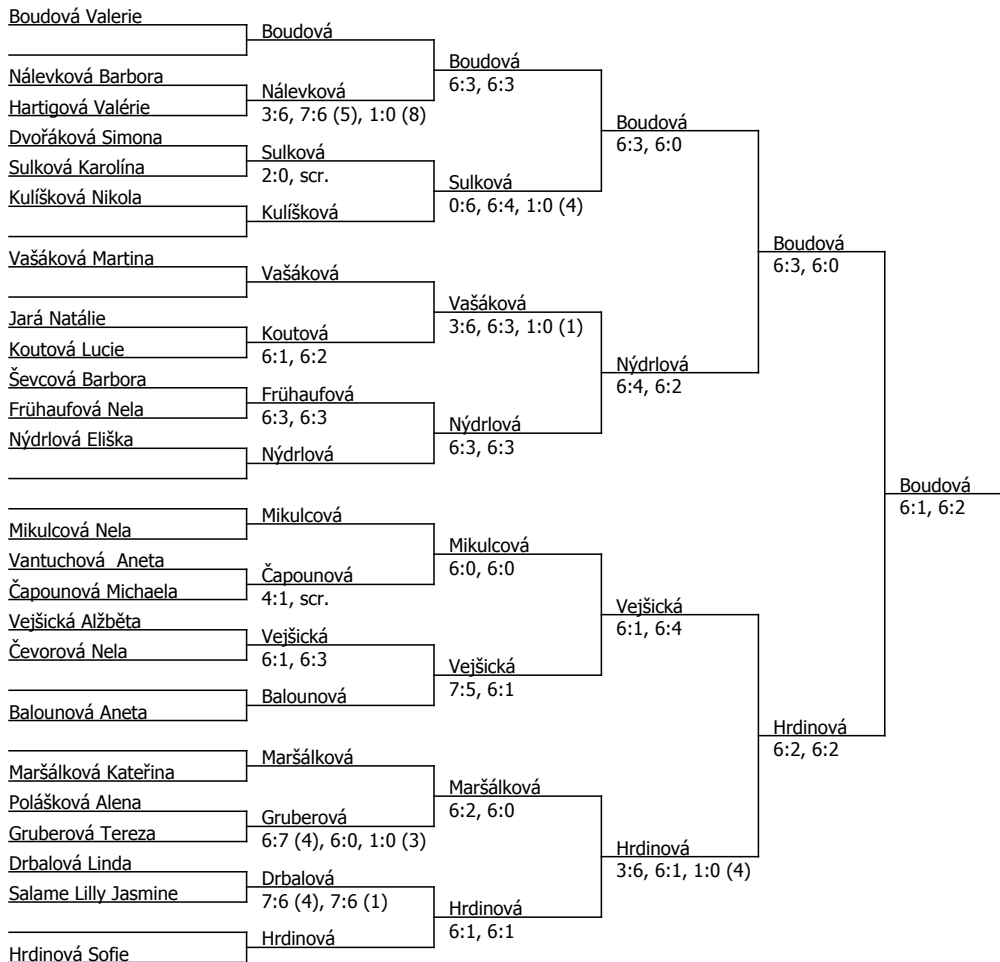 Boudová Valerie
Nálevková Barbora
Hartigová Valérie
Dvořáková Simona
Sulková Karolína
Kulíšková Nikola
Vašáková Martina
Jará Natálie
Koutová Lucie
Ševcová Barbora
Frühaufová Nela
Nýdrlová Eliška
Mikulcová Nela
Vantuchová  Aneta
Čapounová Michaela
Vejšická Alžběta
Čevorová Nela
Balounová Aneta
Maršálková Kateřina
Polášková Alena
Gruberová Tereza
Drbalová Linda
Salame Lilly Jasmine
Hrdinová Sofie
Boudová
Nálevková
3:6, 7:6 (5), 1:0 (8)
Sulková
2:0, scr.
Kulíšková
Vašáková
Koutová
6:1, 6:2
Frühaufová
6:3, 6:3
Nýdrlová
Mikulcová
Čapounová
4:1, scr.
Vejšická
6:1, 6:3
Balounová
Maršálková
Gruberová
6:7 (4), 6:0, 1:0 (3)
Drbalová
7:6 (4), 7:6 (1)
Hrdinová
Boudová
6:3, 6:3
Sulková
0:6, 6:4, 1:0 (4)
Vašáková
3:6, 6:3, 1:0 (1)
Nýdrlová
6:3, 6:3
Mikulcová
6:0, 6:0
Vejšická
7:5, 6:1
Maršálková
6:2, 6:0
Hrdinová
6:1, 6:1
Boudová
6:3, 6:0
Nýdrlová
6:4, 6:2
Vejšická
6:1, 6:4
Hrdinová
3:6, 6:1, 1:0 (4)
Boudová
6:3, 6:0
Hrdinová
6:2, 6:2
Boudová
6:1, 6:2